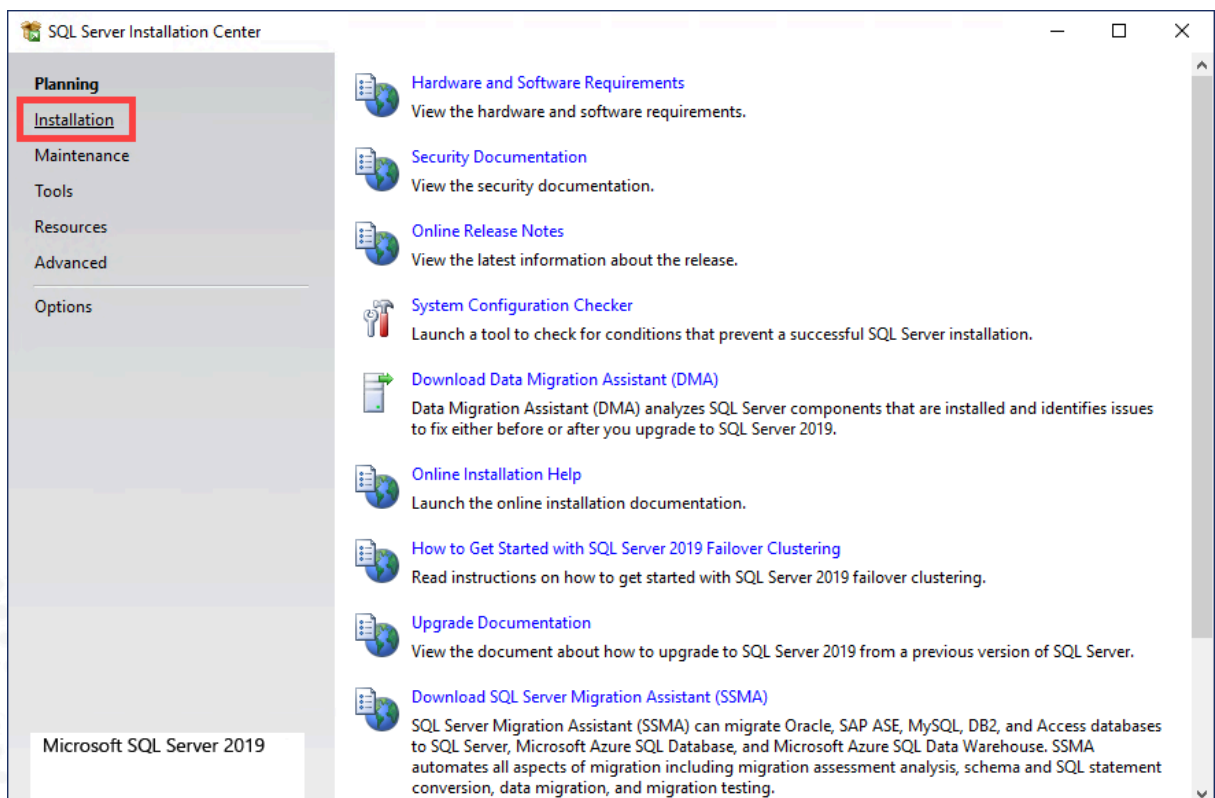 SQL Server Installation Center
Planning
Installation
Maintenance
Tools
Resources
Advanced
Options
Microsoft SQL Server 2019
Hardware and Software Requirements
View the hardware and software requirements.
Security Documentation
View the security documentation.
Online Release Notes
View the latest information about the release.
System Configuration Checker
Launch a tool to check for conditions that prevent a successful SQL Server installation.
Download Data Migration Assistant (DMA)
Data Migration Assistant (DMA) analyzes SQL Server components that are installed and identifies issues
to fix either before or after you upgrade to SQL Server 2019.
Online Installation Help
Launch the online installation documentation.
How to Get Started with SQL Server 2019 Failover Clustering
Read instructions on how to get started with SQL Server 2019 failover clustering.
Upgrade Documentation
View the document about how to upgrade to SQL Server 2019 from a previous version of SQL Server.
Download SQL Server Migration Assistant (SSMA)
SQL Server Migration Assistant (SSMA) can migrate Oracle, SAP ASE, MySQL, DB2, and Access databases
to SQL Server, Microsoft Azure SQL Database, and Microsoft Azure SQL Data Warehouse. SSMA
automates all aspects of migration including migration assessment analysis, schema and SQL statement
conversion, data migration, and migration testing.